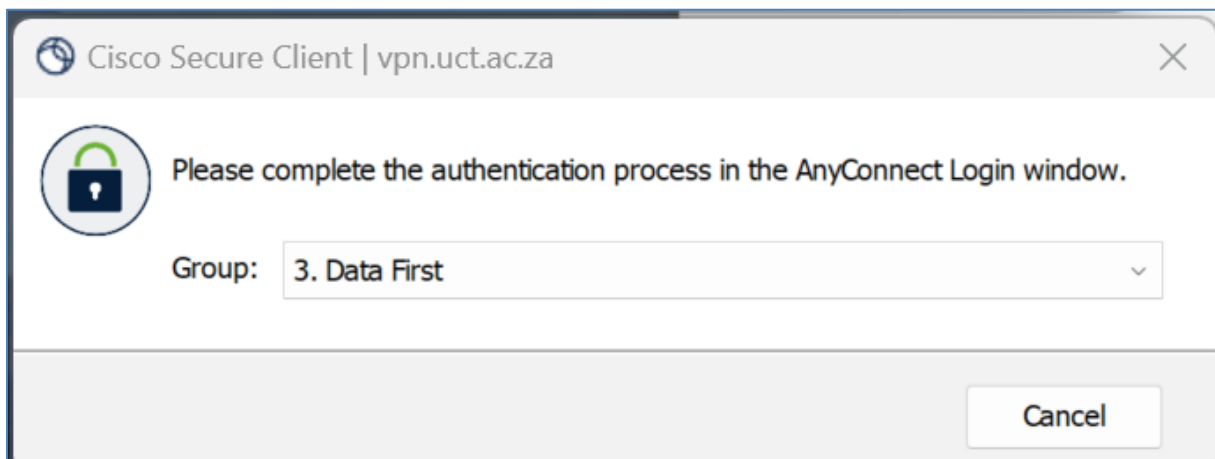 Cisco Secure Client | vpn.uct.ac.za
Please complete the authentication process in the AnyConnect Login window.
Group: 3. Data First
Cancel